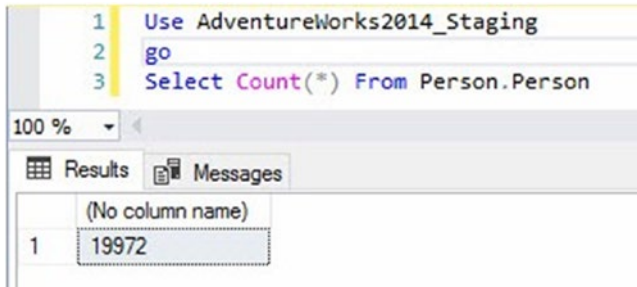 1 Use AdventureWorks2014_Staging
2 go
3 Select Count(*) From Person.Person
100 %
Results Messages
(No column name)
1 19972